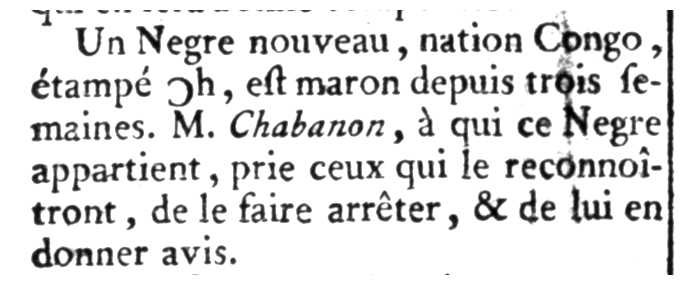 Un Negre nouveau, nation Congo,
étampé ɔh, eſt maron depuis trois ſe-
maines. M. Chabanon, à qui ce Negre
appartient, prie ceux qui le reconnoî-
tront, de le faire arrêter, & de lui en
donner avis.